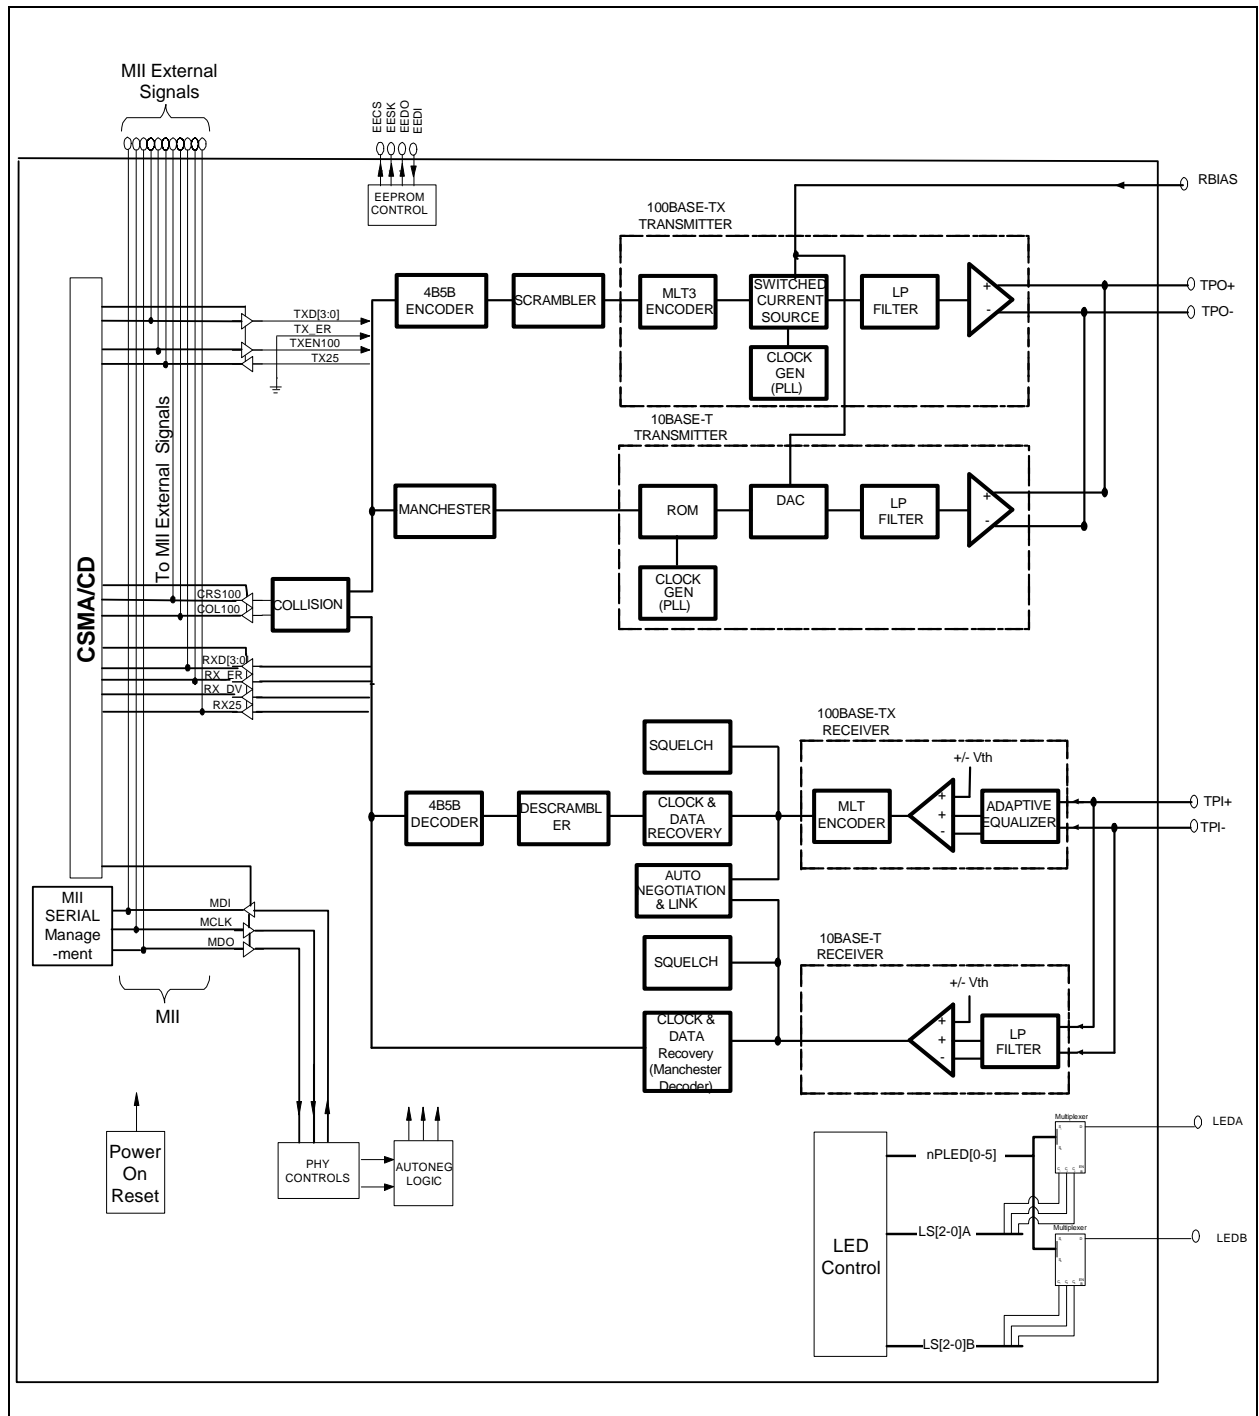 MII External
Signals
EECS
EESK
EEDO
EEDI
EEPROM
CONTROL
RBIAS
100BASE-TX
TRANSMITTER
4B5B
ENCODER
SCRAMBLER
MLT3
ENCODER
SWITCHED
CURRENT
SOURCE
LP
FILTER
+
-
TPO+
TPO-
CLOCK
GEN
(PLL)
TXD[3:0]
TX_ER
TXEN100
TX25
To MII External Signals
10BASE-T
TRANSMITTER
MANCHESTER
ROM
DAC
LP
FILTER
+
-
CLOCK
GEN
(PLL)
CSMA/CD
CRS100
COL100
COLLISION
RXD[3:0]
RX_ER
RX_DV
RX25
100BASE-TX
RECEIVER
SQUELCH
+/- Vth
4B5B
DECODER
DESCRAMBL
ER
CLOCK &
DATA
RECOVERY
MLT
ENCODER
+
+
-
ADAPTIVE
EQUALIZER
TPI+
TPI-
AUTO
NEGOTIATION
& LINK
MII
SERIAL
Manage
-ment
MDI
MCLK
MDO
MII
10BASE-T
RECEIVER
SQUELCH
+/- Vth
CLOCK &
DATA
Recovery
(Manchester
Decoder)
+
+
-
LP
FILTER
Power
On
Reset
PHY
CONTROLS
AUTONEG
LOGIC
LED
Control
nPLED[0-5]
LS[2-0]A
LS[2-0]B
Multiplexer
LEDA
Multiplexer
LEDB